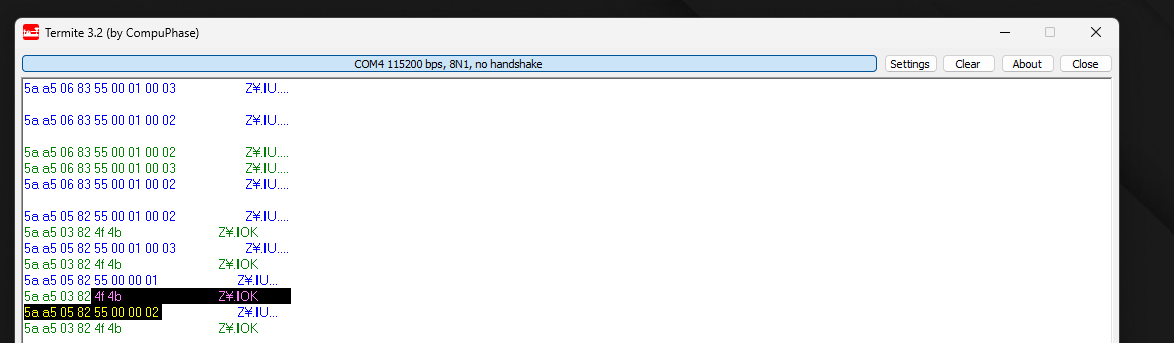 Termite 3.2 (by CompuPhase)
COM4 115200 bps, 8N1, no handshake Settings Clear About Close
5a a5 06 83 55 00 01 00 03 Z¥.IU....
5a a5 06 83 55 00 01 00 02 Z¥.IU....
5a a5 06 83 55 00 01 00 02 Z¥.IU....
5a a5 06 83 55 00 01 00 03 Z¥.IU....
5a a5 06 83 55 00 01 00 02 Z¥.IU....
5a a5 05 82 55 00 01 00 02 Z¥.IU....
5a a5 03 82 4f 4b Z¥.IOK
5a a5 05 82 55 00 01 00 03 Z¥.IU....
5a a5 03 82 4f 4b Z¥.IOK
5a a5 05 82 55 00 00 01 Z¥.IU...
5a a5 03 82 4f 4b Z¥.IOK
5a a5 05 82 55 00 00 02 Z¥.IU...
5a a5 03 82 4f 4b Z¥.IOK